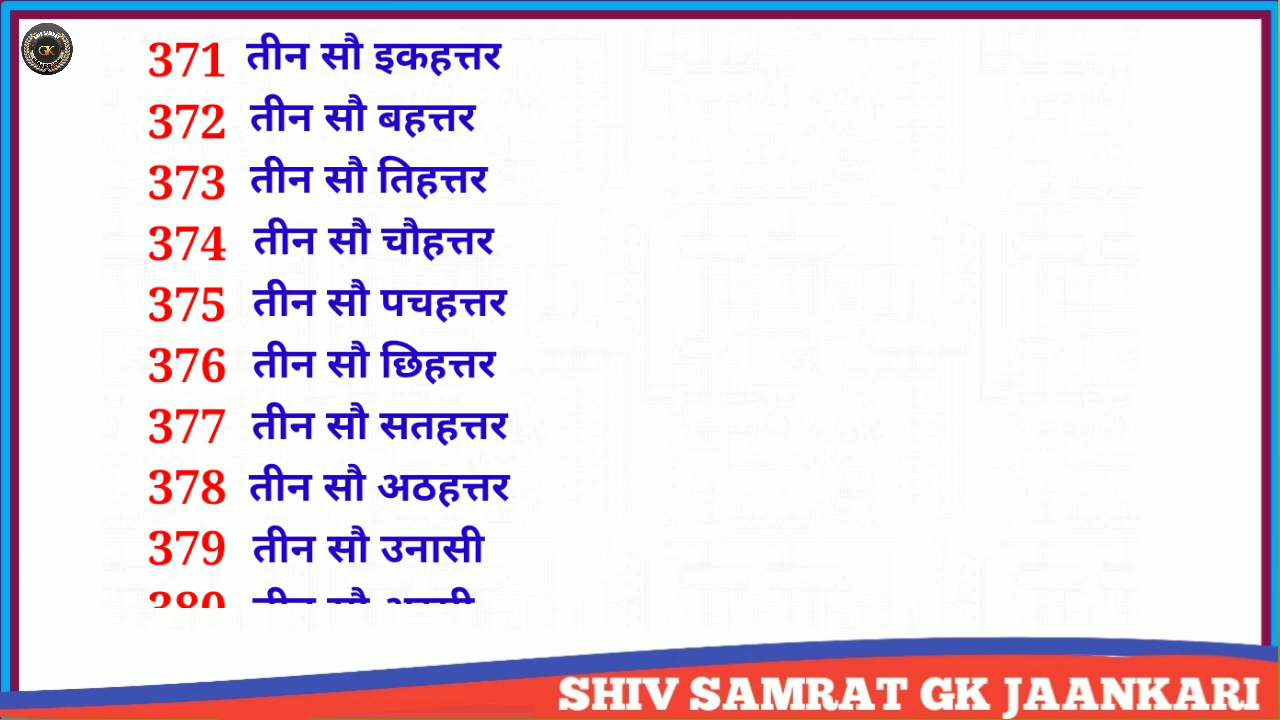 GK
371 तीन सौ इकहत्तर
372 तीन सौ बहत्तर
373 तीन सौ तिहत्तर
374 तीन सौ चौहत्तर
375 तीन सौ पचहत्तर
376 तीन सौ छिहत्तर
377 तीन सौ सतहत्तर
378 तीन सौ अठहत्तर
379 तीन सौ उनासी
SHIV SAMRAT GK JAANKARI